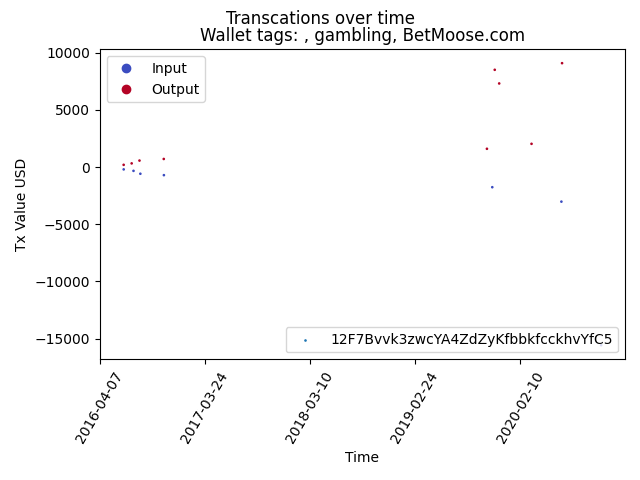 Transcations over time
Wallet tags: , gambling, BetMoose.com
Input
Output
10000
5000
0
−5000
−10000
−15000
Tx Value USD
12F7Bvvk3zwcYA4ZdZyKfbbkfcckhvYfC5
2016-04-07
2017-03-24
2018-03-10
2019-02-24
2020-02-10
Time